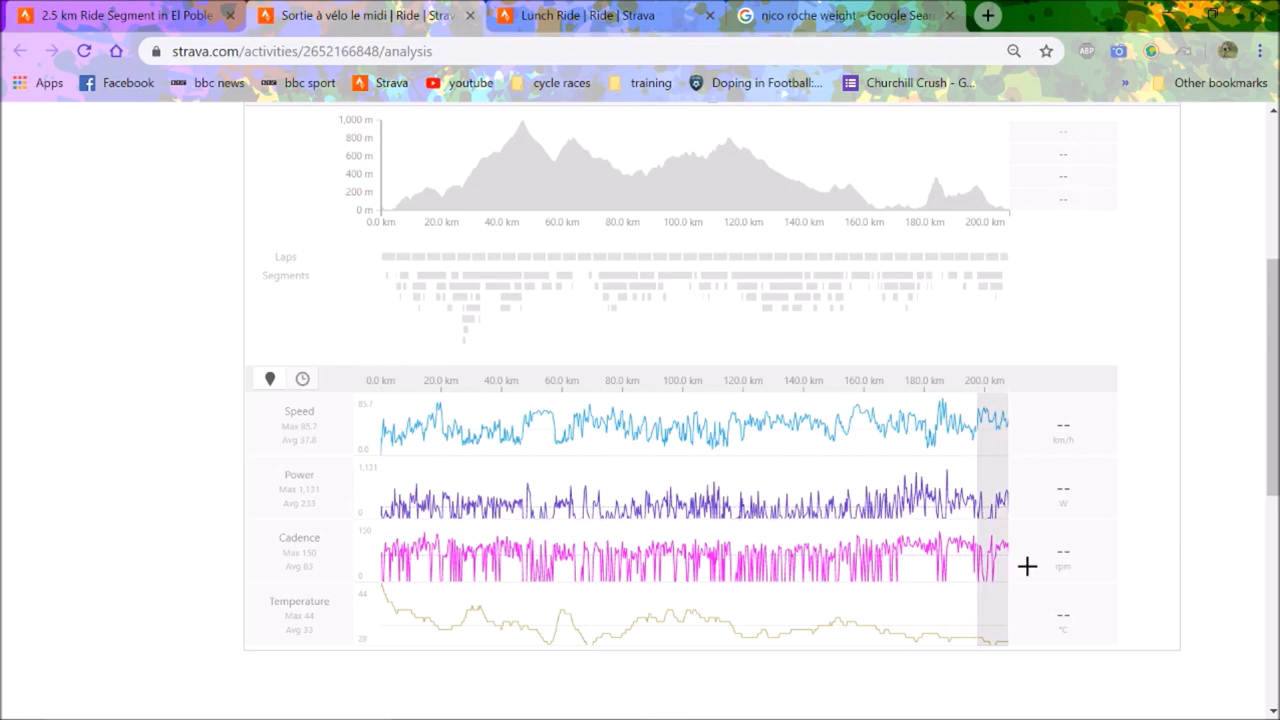 2.5 km Ride Segment in El Poble
Sortie à vélo le midi | Ride | Strav
Lunch Ride | Ride | Strava
nico roche weight - Google Sear
strava.com/activities/2652166848/analysis
ABP
Apps
Facebook
BBC
bbc news
BBC
bbc sport
Strava
youtube
cycle races
training
Doping in Football:...
Churchill Crush - G...
»
Other bookmarks
1,000 m
800 m
600 m
400 m
200 m
0 m
--
--
--
--
0.0 km 20.0 km 40.0 km 60.0 km 80.0 km 100.0 km 120.0 km 140.0 km 160.0 km 180.0 km 200.0 km
Laps
Segments
0.0 km 20.0 km 40.0 km 60.0 km 80.0 km 100.0 km 120.0 km 140.0 km 160.0 km 180.0 km 200.0 km
Speed
Max 85.7
Avg 37.8
85.7
0.0
--
km/h
Power
Max 1,131
Avg 233
1,131
0
--
W
Cadence
Max 150
Avg 83
150
0
--
rpm
Temperature
Max 44
Avg 33
44
28
--
°C